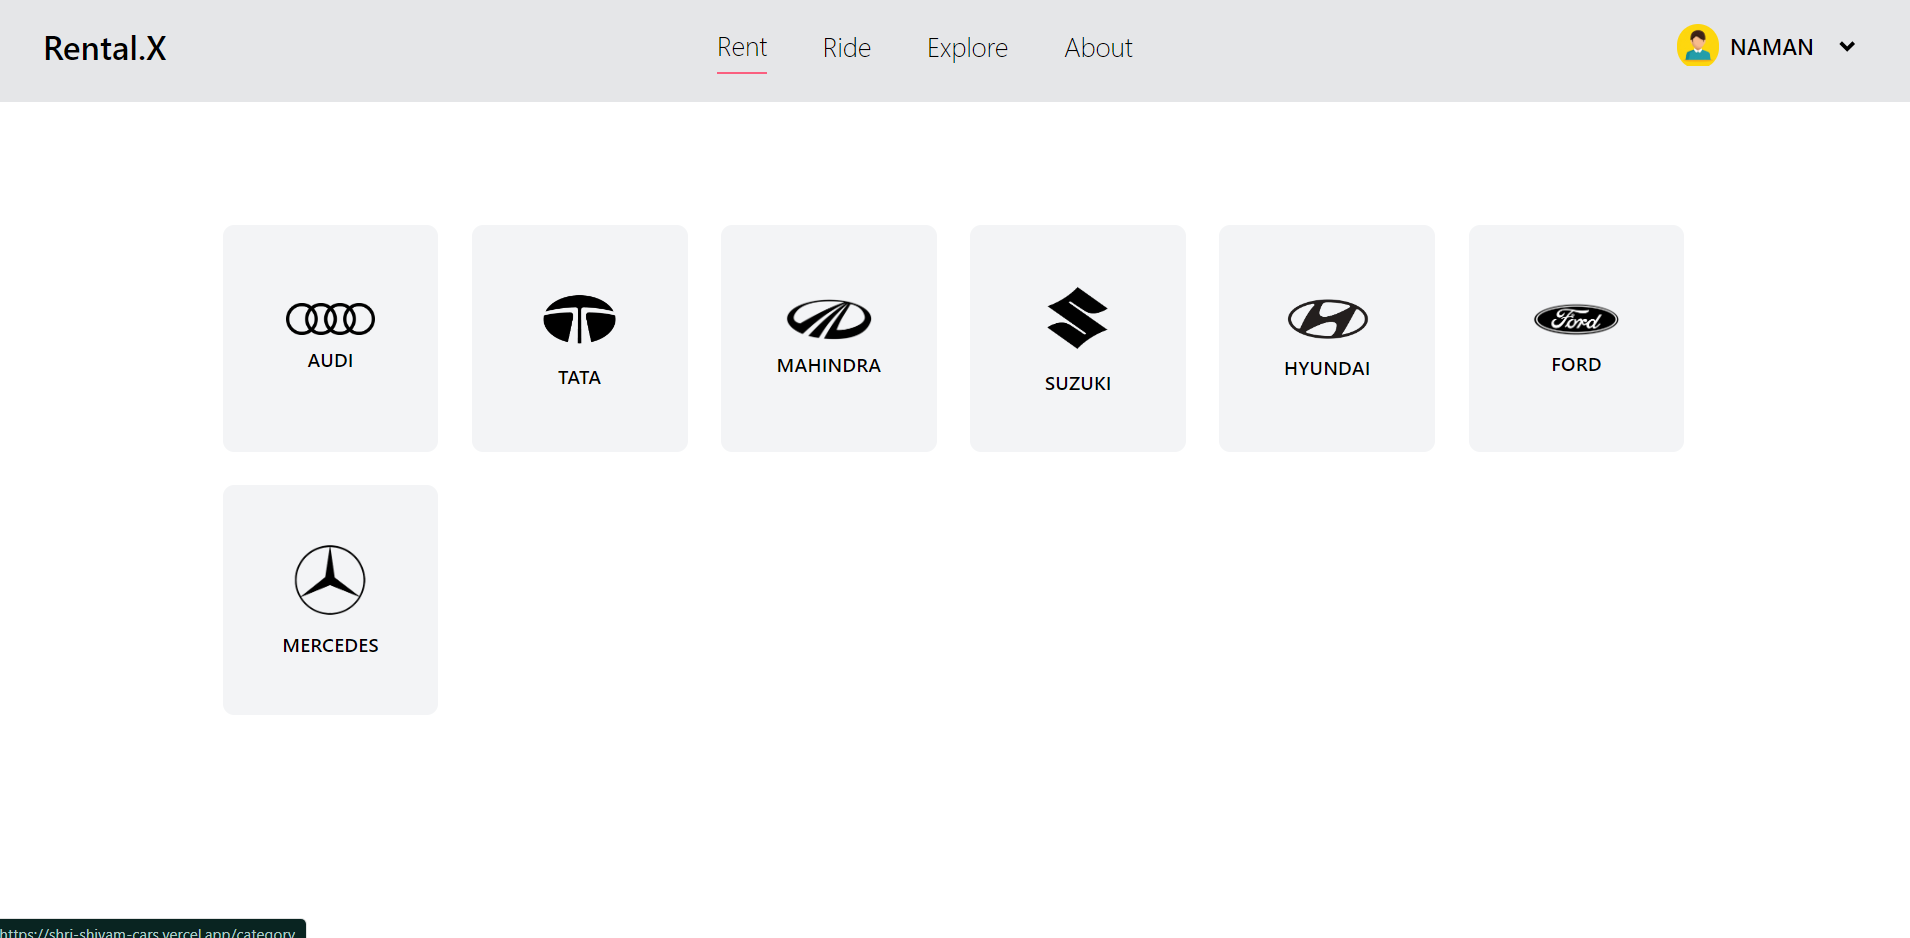 Rental.X
Rent
Ride
Explore
About
NAMAN
AUDI
TATA
MAHINDRA
SUZUKI
HYUNDAI
Ford
FORD
MERCEDES
https://shri-shivam-cars.vercel.app/category